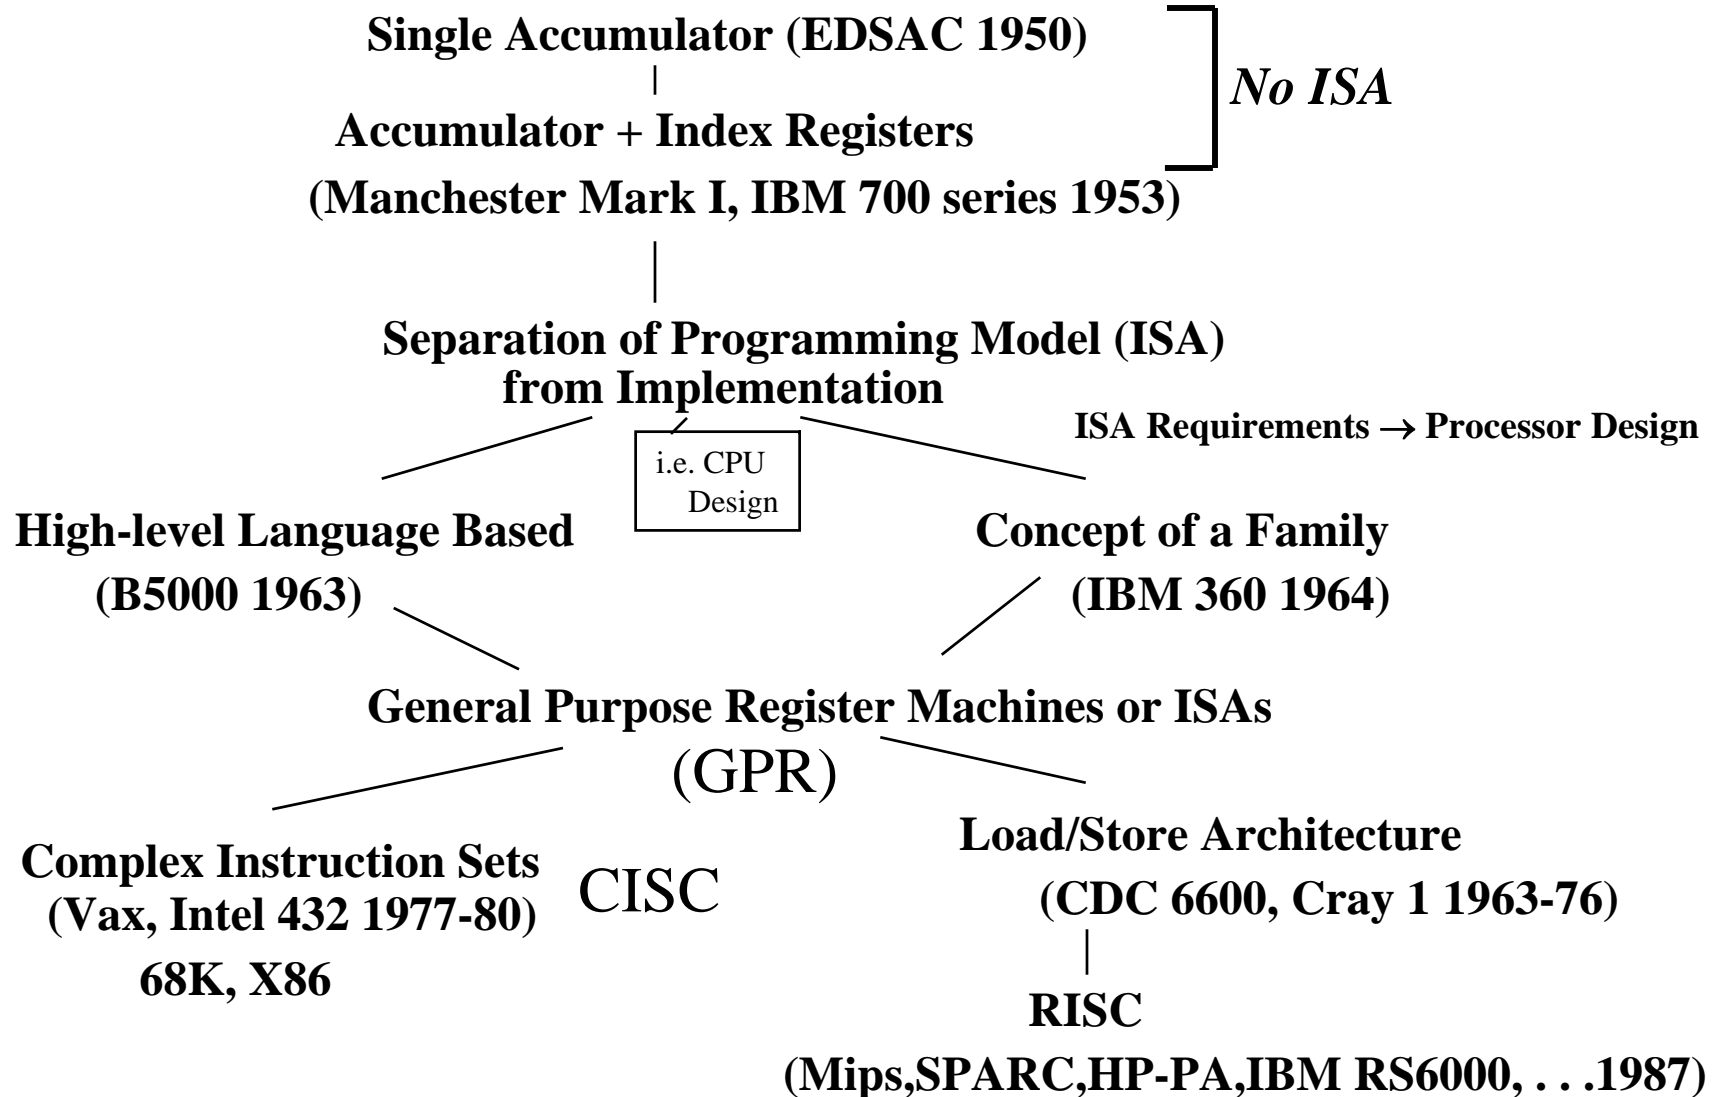 Single Accumulator (EDSAC 1950)
No ISA
Accumulator + Index Registers
(Manchester Mark I, IBM 700 series 1953)
Separation of Programming Model (ISA)
from Implementation
ISA Requirements → Processor Design
i.e. CPU
Design
High-level Language Based
(B5000 1963)
Concept of a Family
(IBM 360 1964)
General Purpose Register Machines or ISAs
(GPR)
Complex Instruction Sets
(Vax, Intel 432 1977-80)
68K, X86
CISC
Load/Store Architecture
(CDC 6600, Cray 1 1963-76)
RISC
(Mips,SPARC,HP-PA,IBM RS6000, . . .1987)